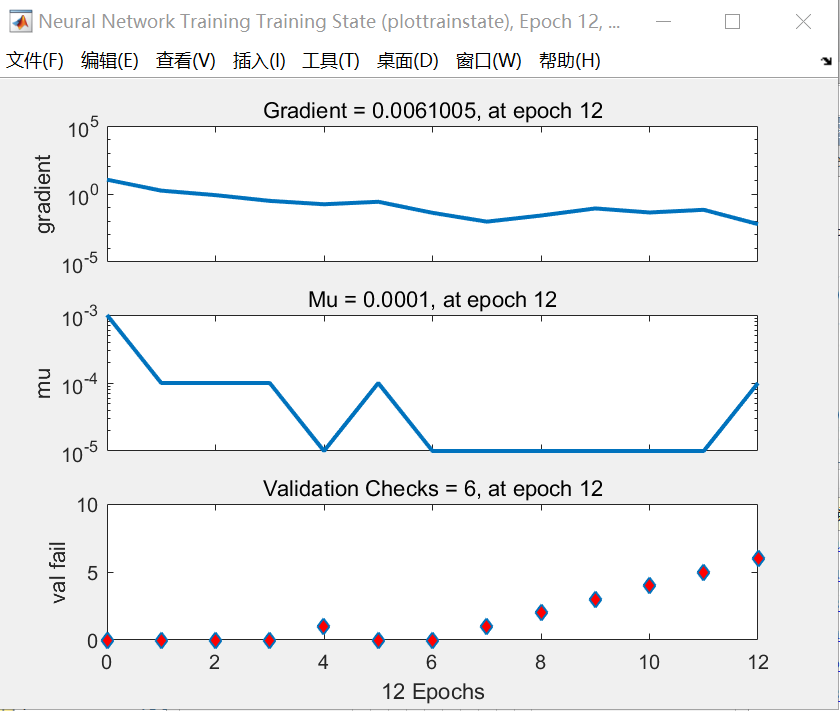 Neural Network Training Training State (plottrainstate), Epoch 12, ...
文件(F) 编辑(E) 查看(V) 插入(I) 工具(T) 桌面(D) 窗口(W) 帮助(H)
Gradient = 0.0061005, at epoch 12
10^5
10^0
10^-5
gradient
Mu = 0.0001, at epoch 12
10^-3
10^-4
10^-5
mu
Validation Checks = 6, at epoch 12
10
5
0
val fail
0 2 4 6 8 10 12
12 Epochs